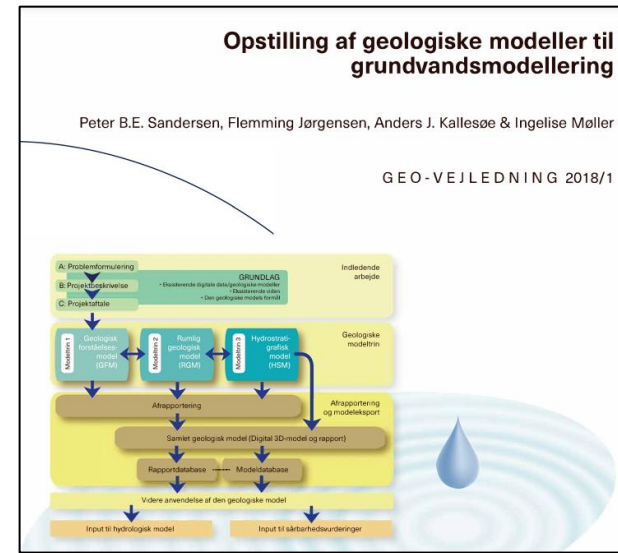 Opstilling af geologiske modeller til
grundvandsmodellering
Peter B.E. Sandersen, Flemming Jørgensen, Anders J. Kallesøe & Ingelise Møller
GEO-VEJLEDNING 2018/1
A: Problemformulering
B: Projektbeskrivelse
C: Projektaftale
GRUNDLAG
• Eksisterende digitale data/geologiske modeller
• Eksisterende viden
• Den geologiske models formål
Indledende
arbejde
Modeltrin 1
Geologisk
forståelses-
model
(GFM)
Modeltrin 2
Rumlig
geologisk
model
(RGM)
Modeltrin 3
Hydrostrati-
grafisk
model
(HSM)
Geologiske
modeltrin
Afrapportering
Afrapportering
og modeleksport
Samlet geologisk model (Digital 3D-model og rapport)
Rapportdatabase
Modeldatabase
Videre anvendelse af den geologiske model
Input til hydrologisk model
Input til sårbarhedsvurderinger